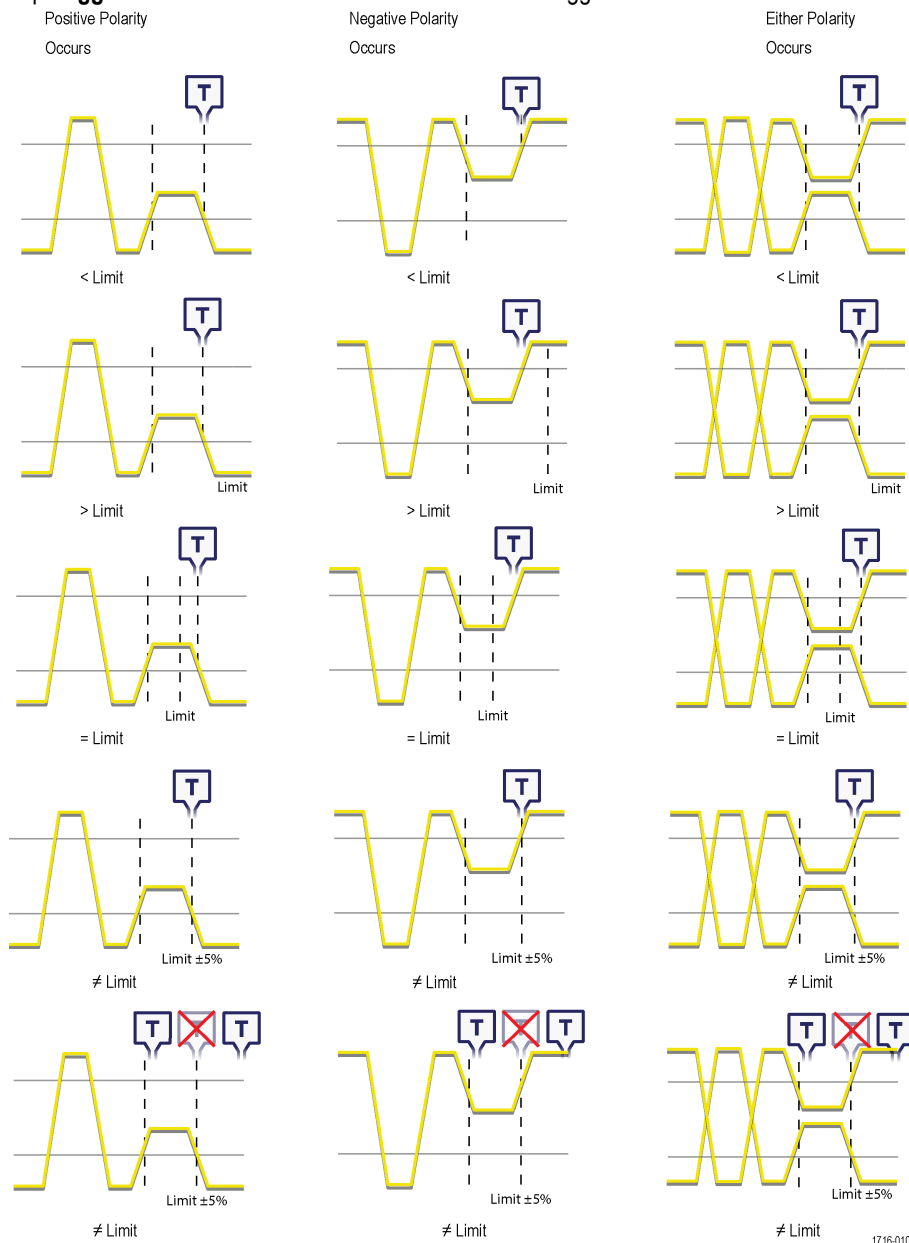 Positive Polarity Negative Polarity Either Polarity
Occurs Occurs Occurs
T T T
< Limit < Limit < Limit
T T T
Limit Limit Limit
> Limit > Limit > Limit
T T T
Limit Limit Limit
= Limit = Limit = Limit
T T T
Limit ±5% Limit ±5% Limit ±5%
≠ Limit ≠ Limit ≠ Limit
T T T T T T T T T
Limit ±5% Limit ±5% Limit ±5%
≠ Limit ≠ Limit ≠ Limit
1716-010